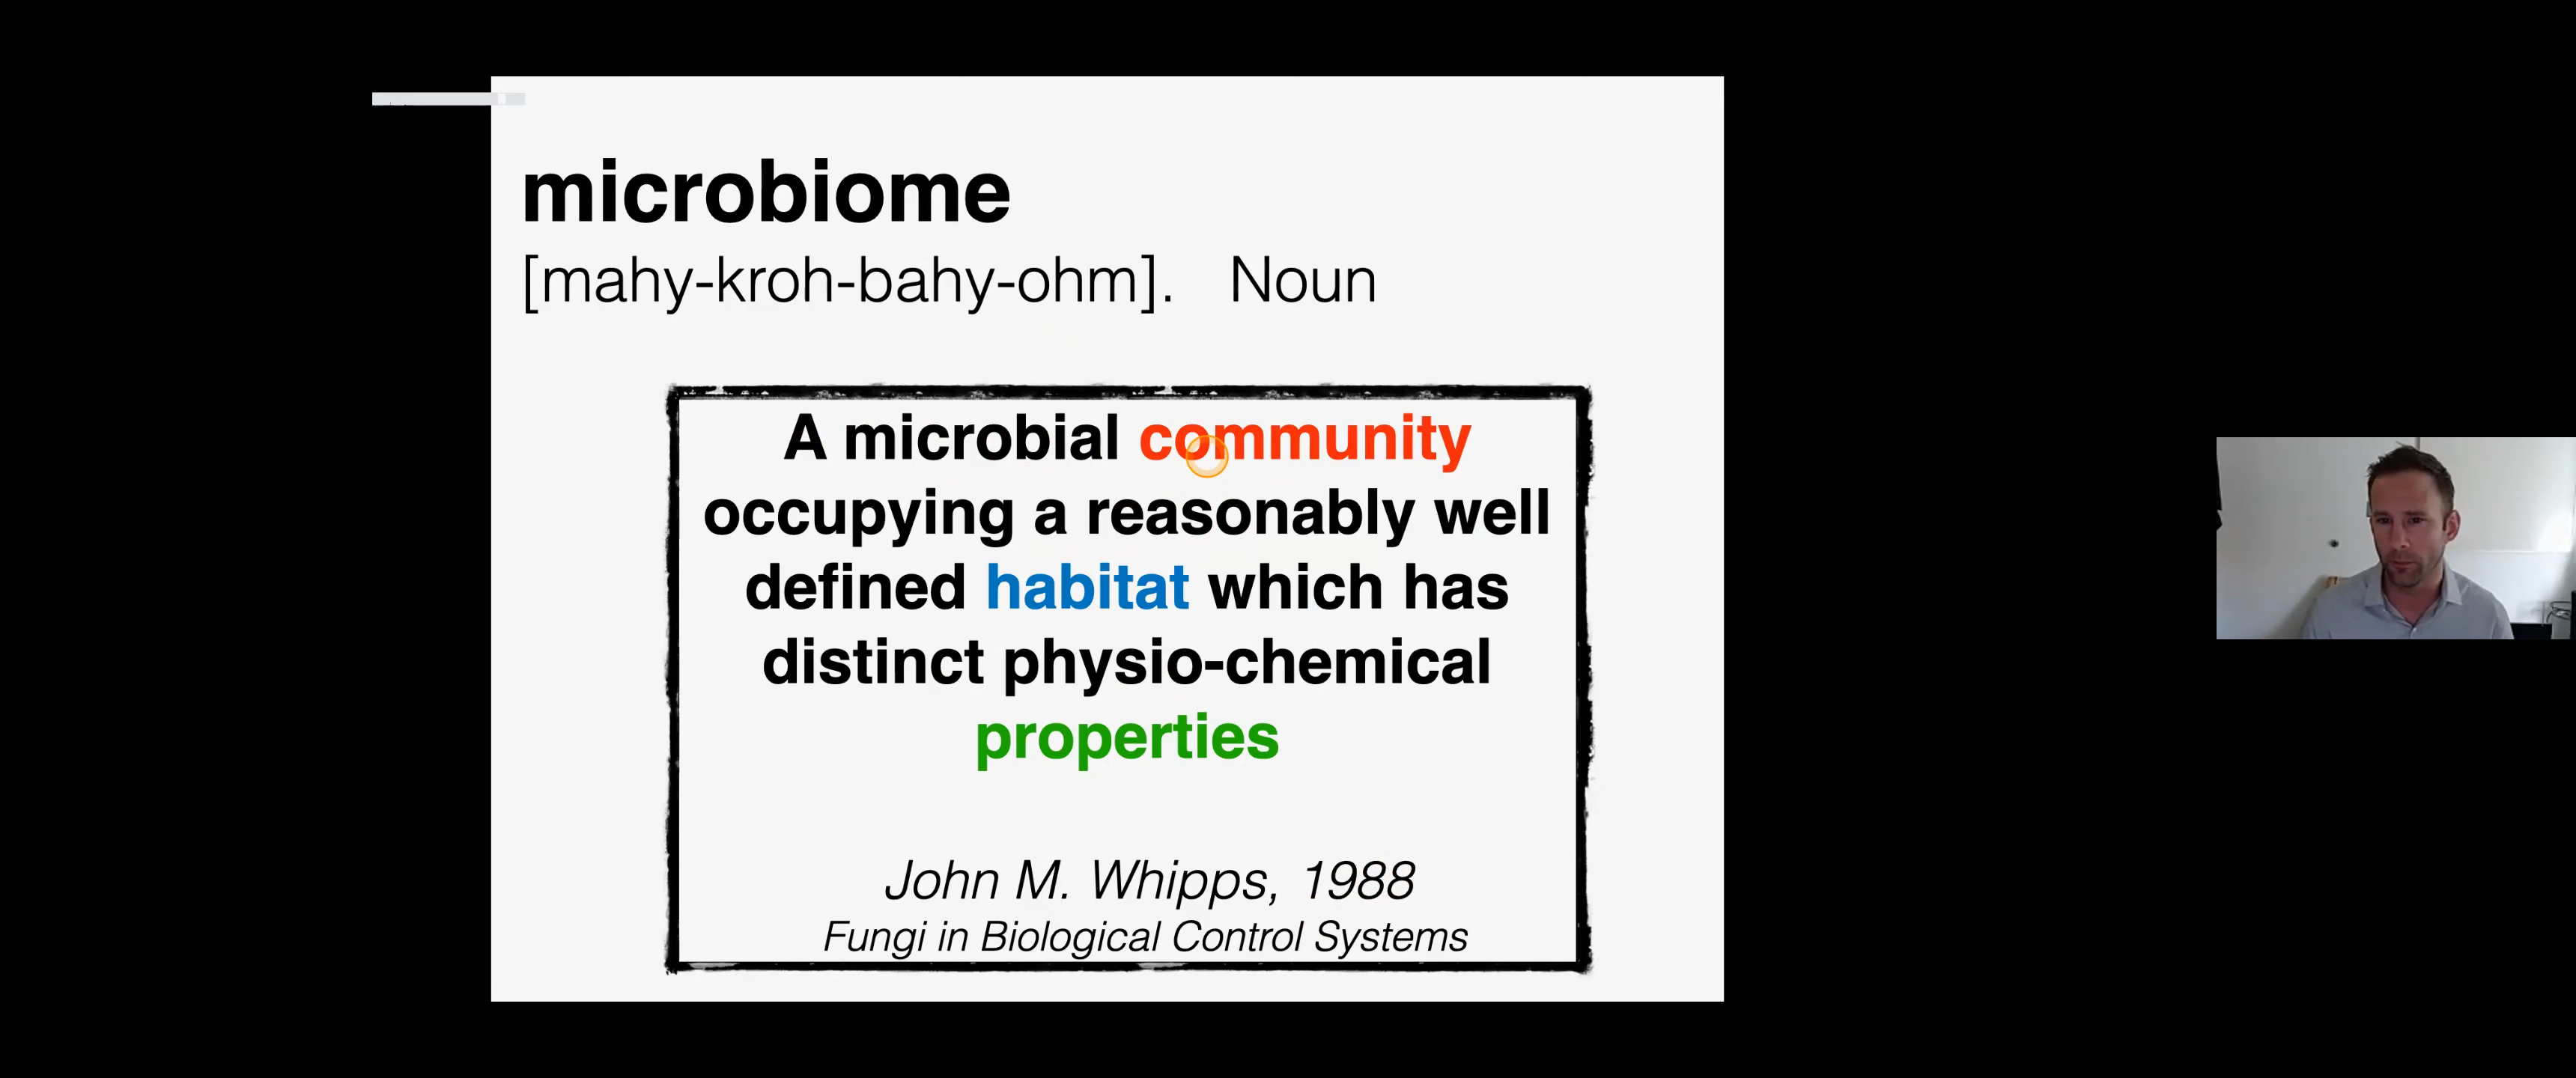 microbiome
[mahy-kroh-bahy-ohm]. Noun
A microbial community
occupying a reasonably well
defined habitat which has
distinct physio-chemical
properties
John M. Whipps, 1988
Fungi in Biological Control Systems